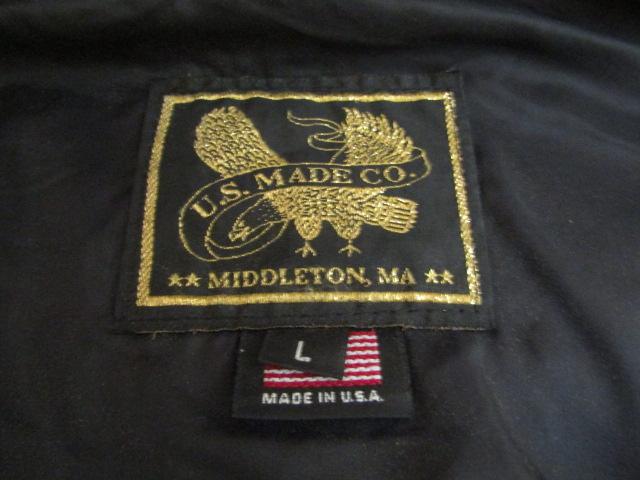 U.S. MADE CO.
★★ MIDDLETON, MA ★★
L
MADE IN U.S.A.